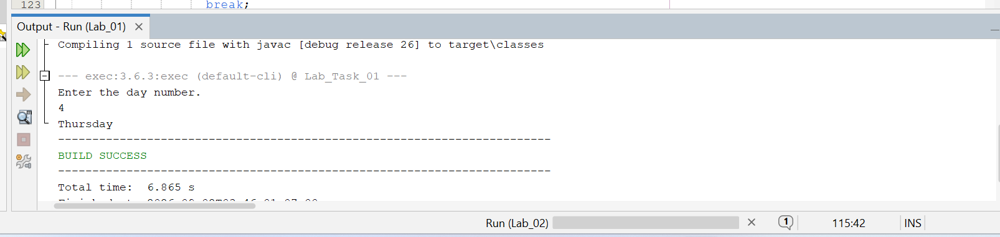 123 break;
Output - Run (Lab_01) ×
Compiling 1 source file with javac [debug release 26] to target\classes
--- exec:3.6.3:exec (default-cli) @ Lab_Task_01 ---
Enter the day number.
4
Thursday
------------------------------------------------------------------------
BUILD SUCCESS
------------------------------------------------------------------------
Total time:  6.865 s
Run (Lab_02) × 1 115:42 INS